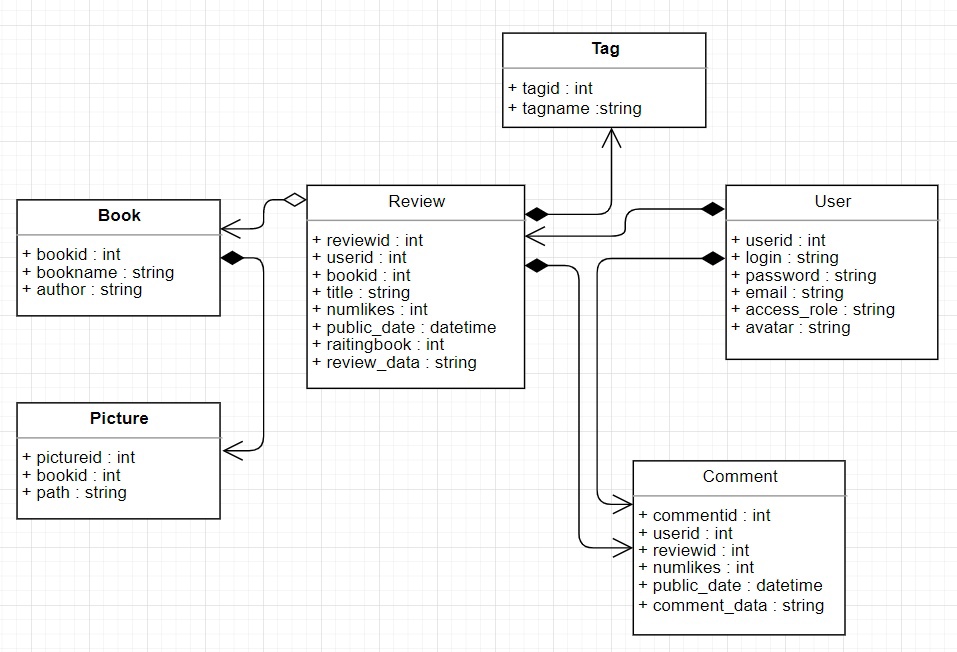 Tag
+ tagid : int
+ tagname :string
Book
+ bookid : int
+ bookname : string
+ author : string
Review
+ reviewid : int
+ userid : int
+ bookid : int
+ title : string
+ numlikes : int
+ public_date : datetime
+ raitingbook : int
+ review_data : string
User
+ userid : int
+ login : string
+ password : string
+ email : string
+ access_role : string
+ avatar : string
Picture
+ pictureid : int
+ bookid : int
+ path : string
Comment
+ commentid : int
+ userid : int
+ reviewid : int
+ numlikes : int
+ public_date : datetime
+ comment_data : string